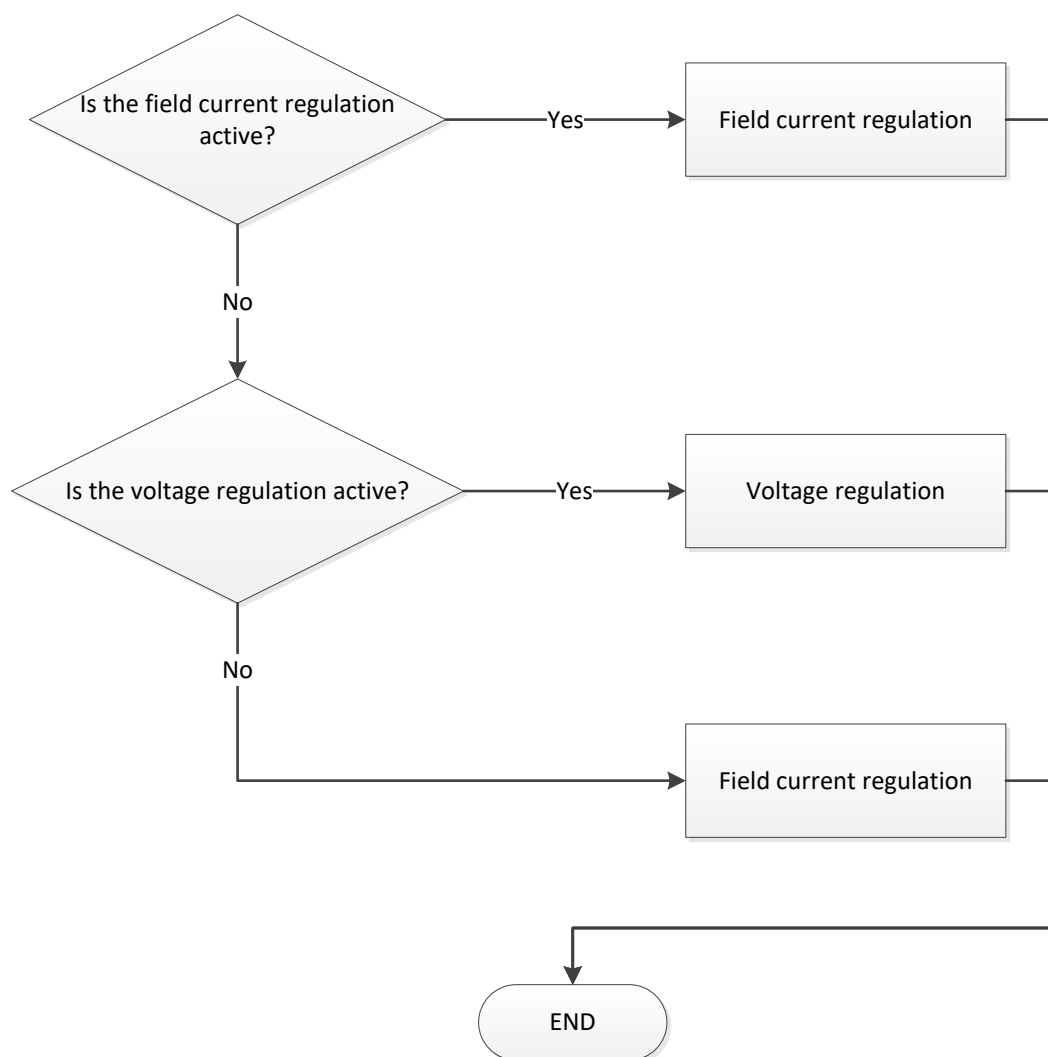 Is the field current regulation
active?
Yes
Field current regulation
No
Is the voltage regulation active?
Yes
Voltage regulation
No
Field current regulation
END